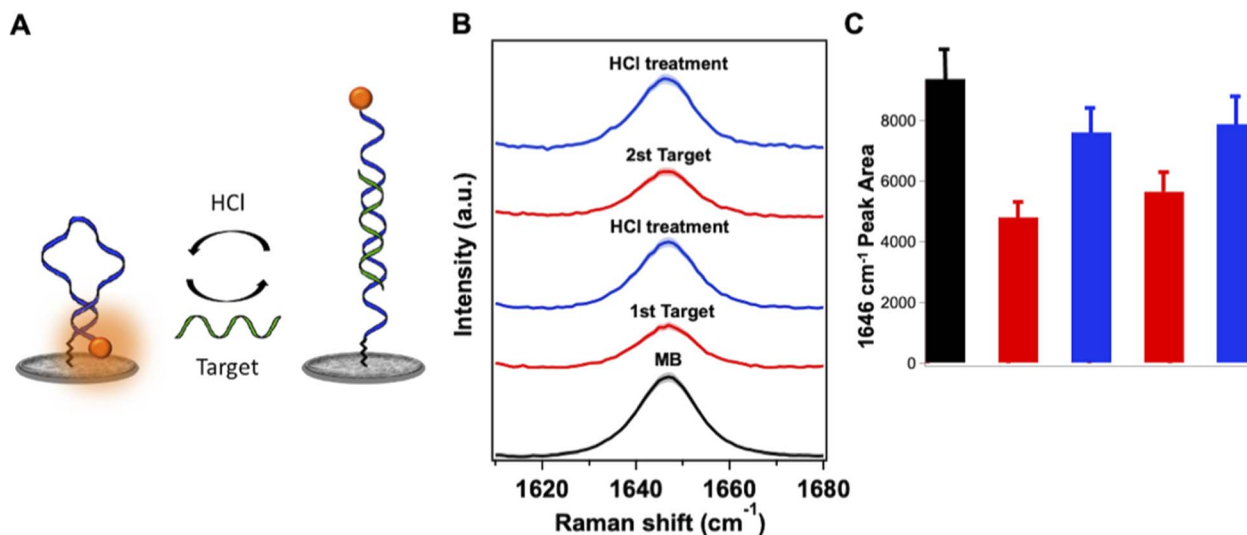 A
HCl
Target
B
HCl treatment
2st Target
HCl treatment
1st Target
MB
Intensity (a.u.)
1620 1640 1660 1680
Raman shift (cm⁻¹)
C
8000
6000
4000
2000
0
1646 cm⁻¹ Peak Area